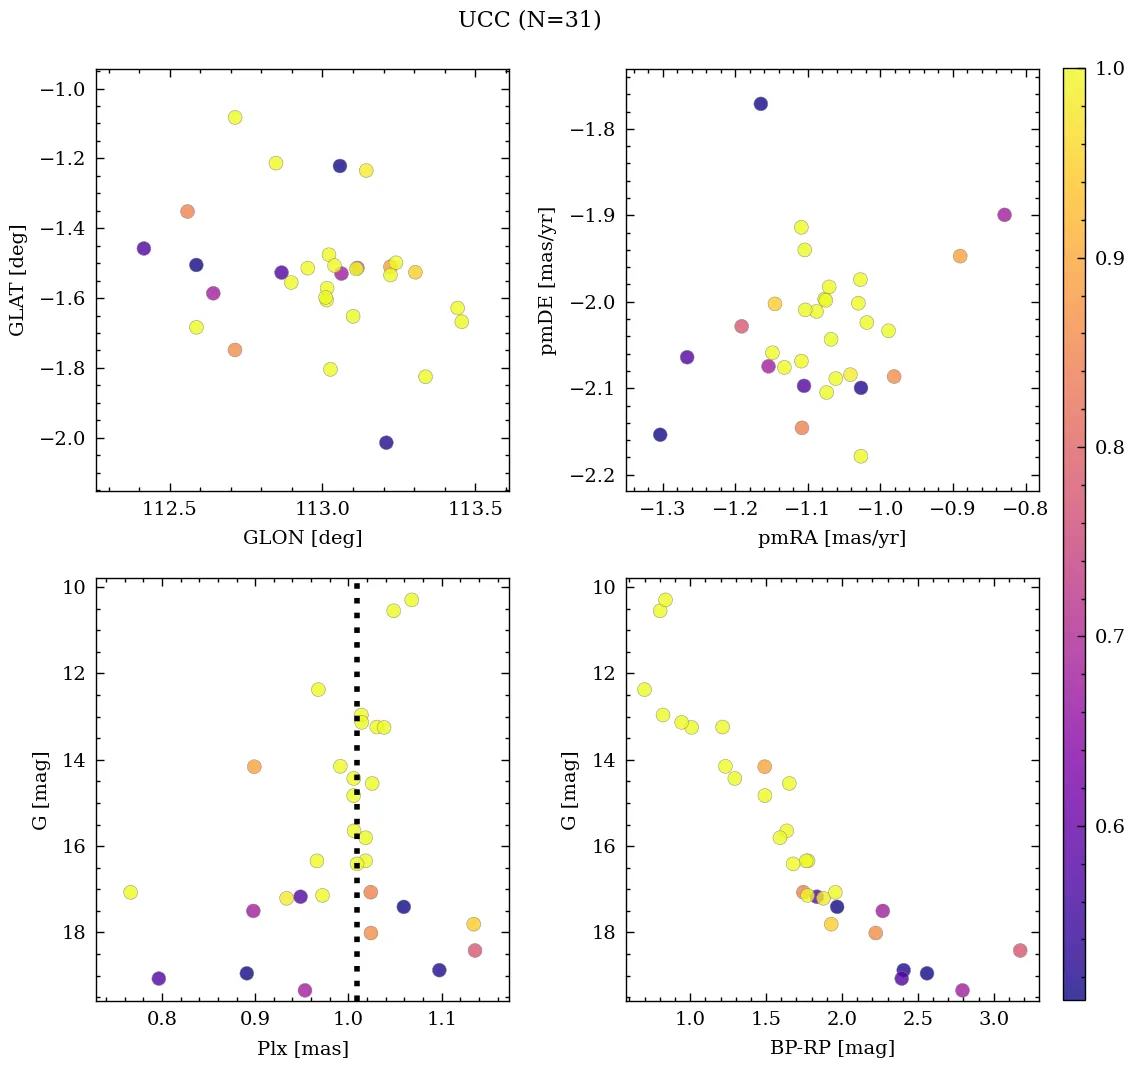 UCC (N=31)
−1.0
−1.2
−1.4
−1.6
−1.8
−2.0
GLAT [deg]
112.5 113.0 113.5
GLON [deg]
−1.8
−1.9
−2.0
−2.1
−2.2
pmDE [mas/yr]
−1.3 −1.2 −1.1 −1.0 −0.9 −0.8
pmRA [mas/yr]
10
12
14
16
18
G [mag]
0.8 0.9 1.0 1.1
Plx [mas]
10
12
14
16
18
G [mag]
1.0 1.5 2.0 2.5 3.0
BP-RP [mag]
1.0
0.9
0.8
0.7
0.6